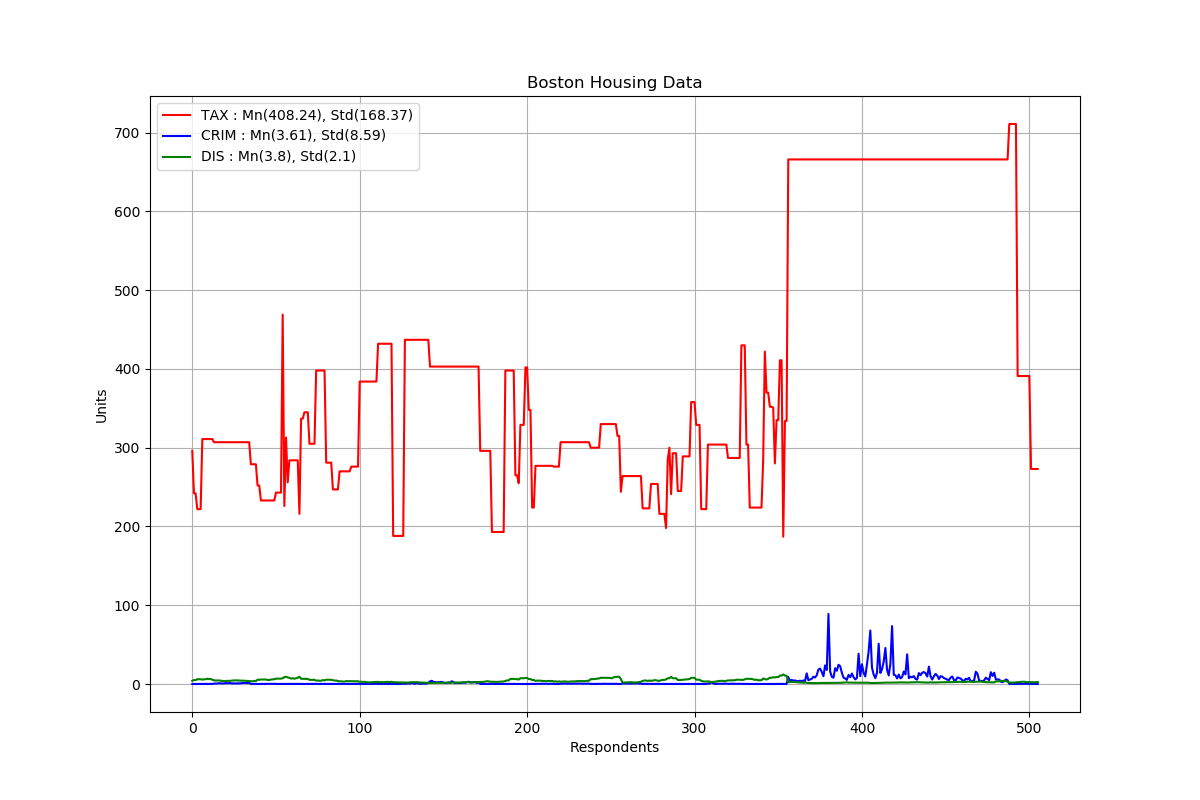 Boston Housing Data
TAX : Mn(408.24), Std(168.37)
CRIM : Mn(3.61), Std(8.59)
DIS : Mn(3.8), Std(2.1)
700
600
500
400
300
200
100
0
Units
0 100 200 300 400 500
Respondents